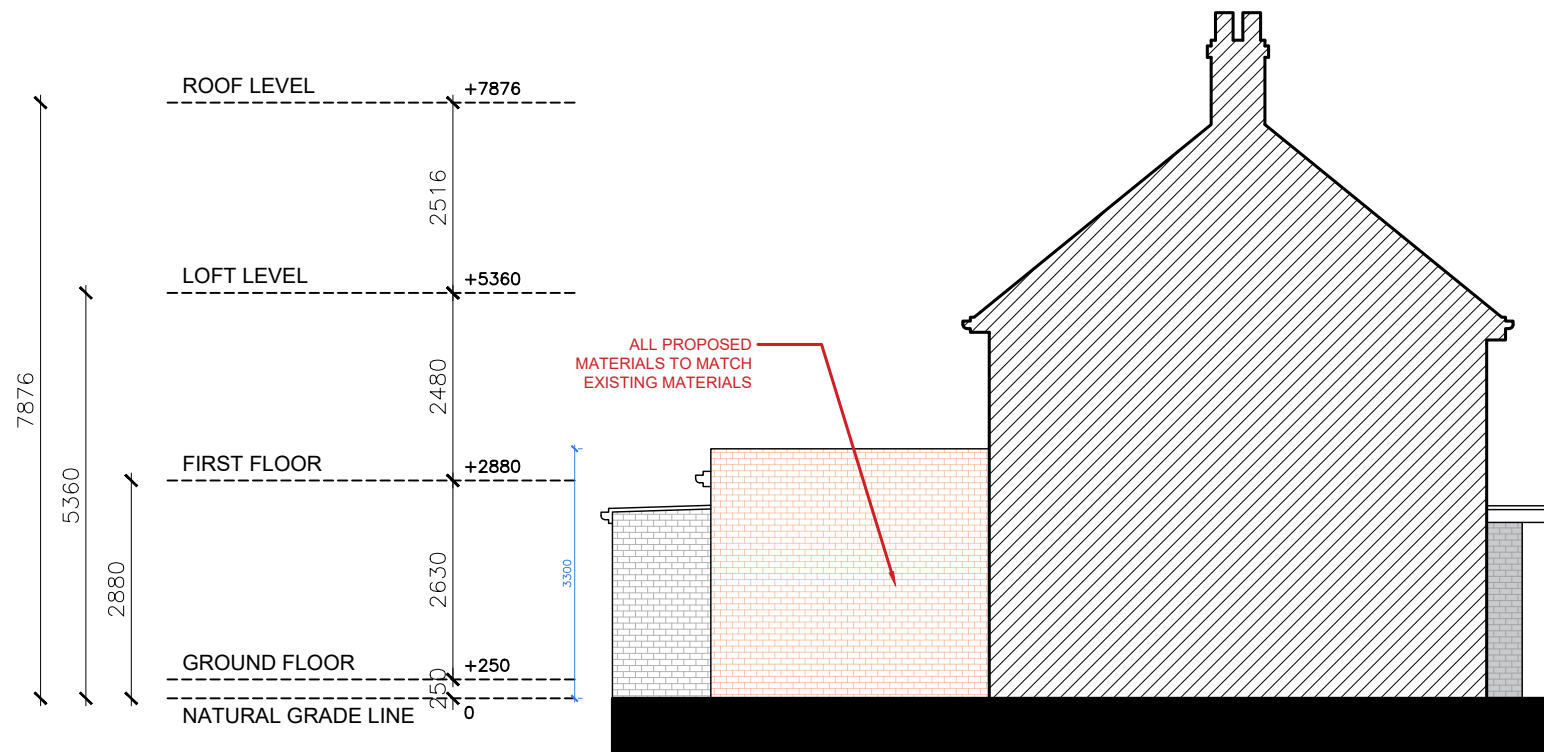 ROOF LEVEL
+7876
2516
LOFT LEVEL
+5360
ALL PROPOSED
MATERIALS TO MATCH
EXISTING MATERIALS
7876
2480
FIRST FLOOR
+2880
5360
2880
2630
3300
GROUND FLOOR
+250
250
NATURAL GRADE LINE
0